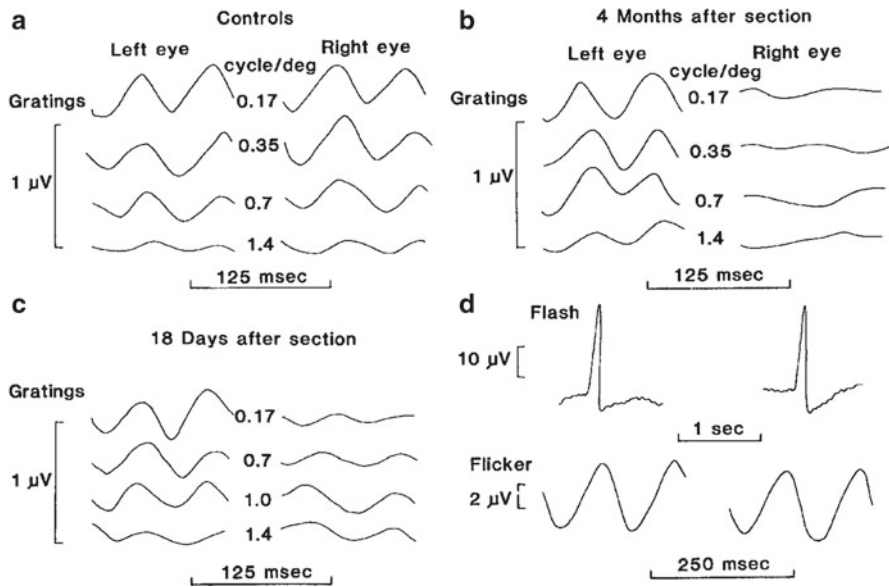 a
Controls
Left eye
cycle/deg
Right eye
Gratings
0.17
0.35
1 µV
0.7
1.4
125 msec
b
4 Months after section
Left eye
Right eye
cycle/deg
Gratings
0.17
0.35
1 µV
0.7
1.4
125 msec
c
18 Days after section
Gratings
0.17
0.7
1 µV
1.0
1.4
125 msec
d
Flash
10 µV
1 sec
Flicker
2 µV
250 msec